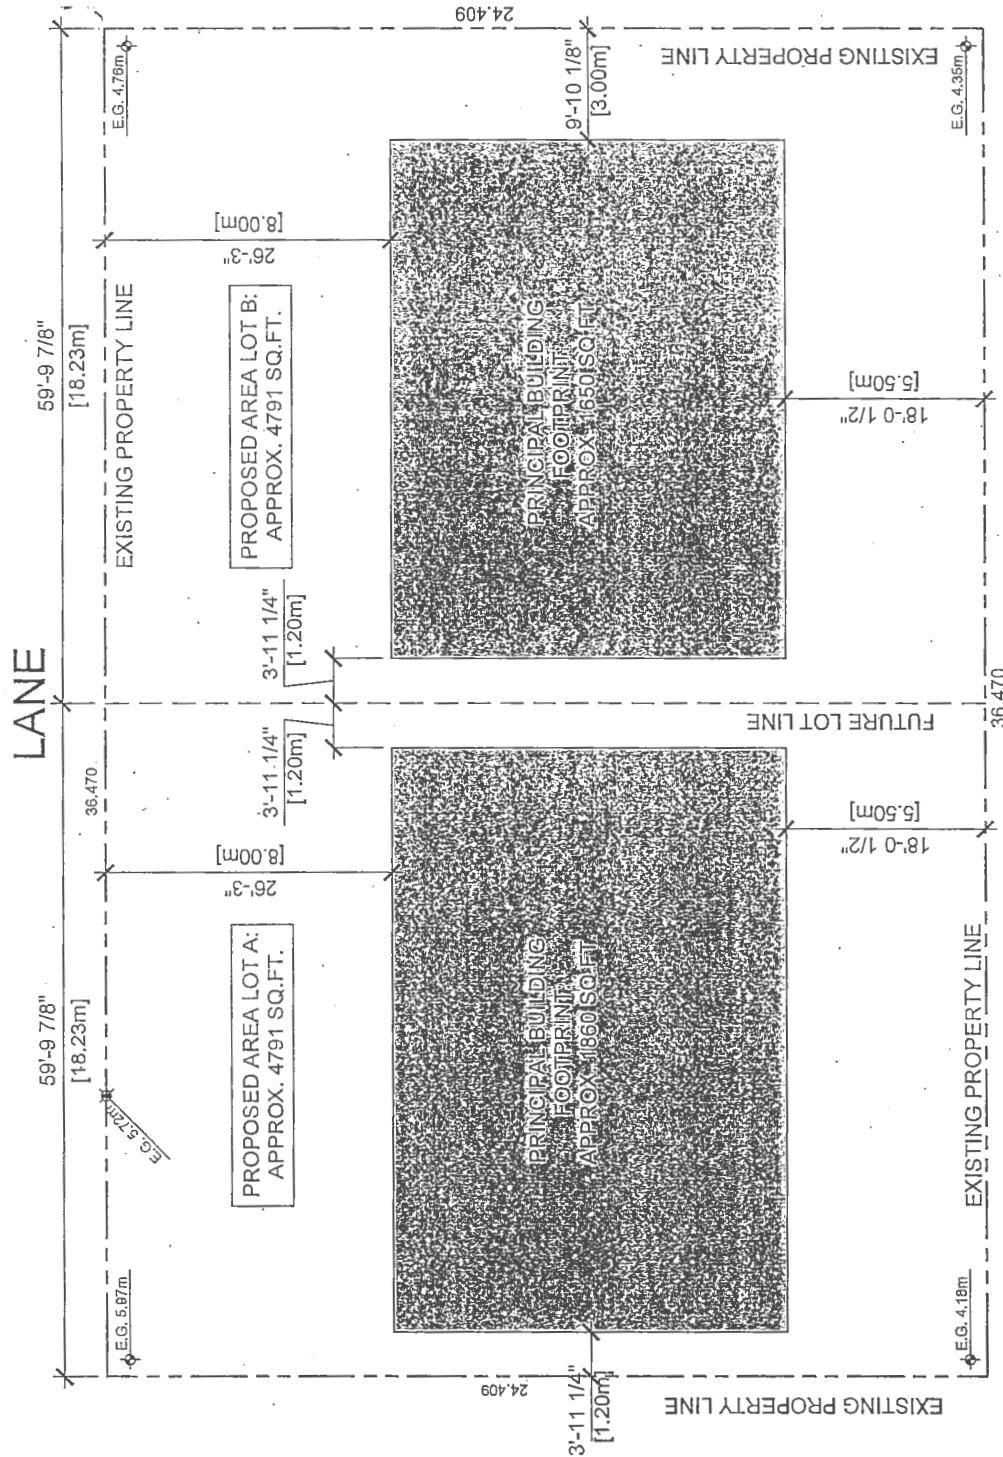 LANE
59'-9 7/8"
[18.23m]
59'-9 7/8"
[18.23m]
36.470
EXISTING PROPERTY LINE
E.G. 5.97m
E.G. 5.72m
E.G. 4.76m
26'-3"
[8.00m]
26'-3"
[8.00m]
PROPOSED AREA LOT A:
APPROX. 4791 SQ.FT.
PROPOSED AREA LOT B:
APPROX. 4791 SQ.FT.
3'-11 1/4"
[1.20m]
3'-11 1/4"
[1.20m]
24.409
3'-11 1/4"
[1.20m]
PRINCIPAL BUILDING
FOOTPRINT
APPROX. 1860 SQ.FT.
PRINCIPAL BUILDING
FOOTPRINT
APPROX. 1650 SQ.FT.
9'-10 1/8"
[3.00m]
24.409
EXISTING PROPERTY LINE
FUTURE LOT LINE
EXISTING PROPERTY LINE
18'-0 1/2"
[5.50m]
18'-0 1/2"
[5.50m]
E.G. 4.18m
EXISTING PROPERTY LINE
E.G. 4.35m
36.470